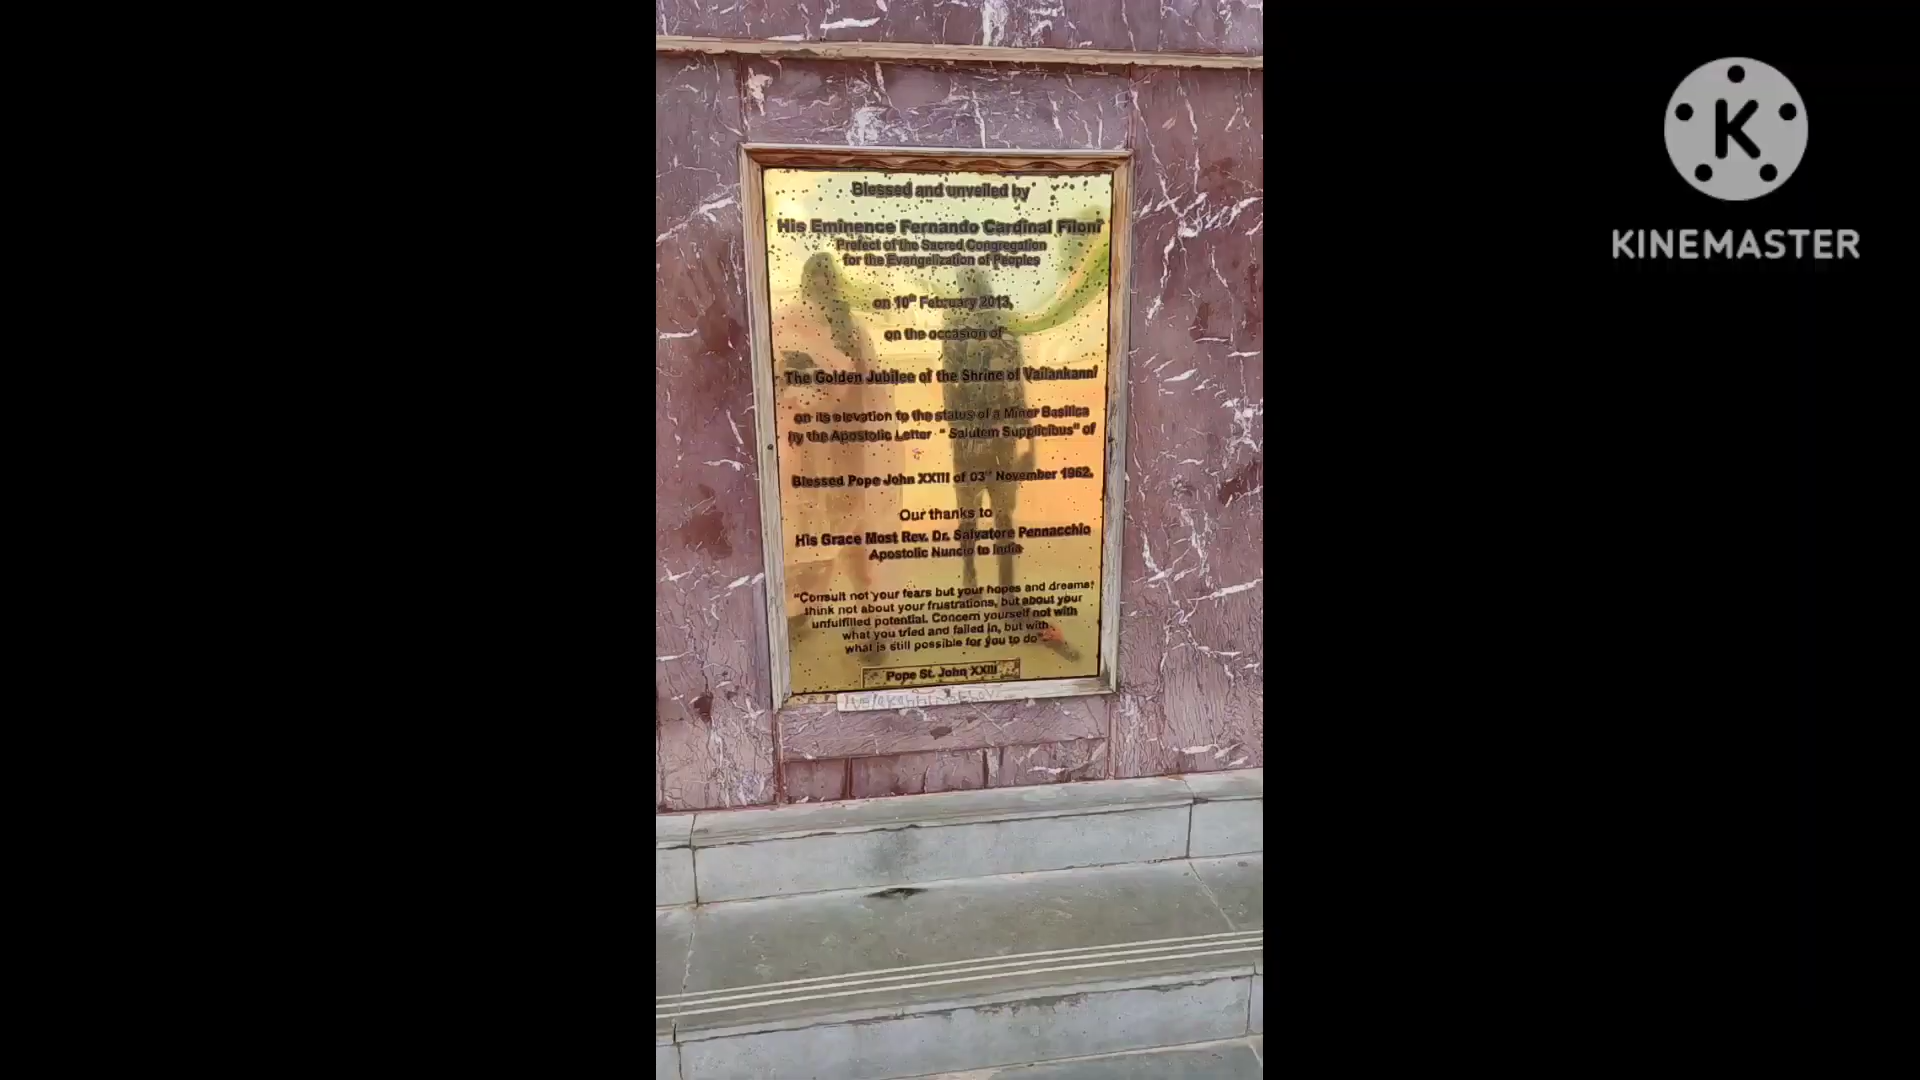 Blessed and unveiled by
His Eminence Fernando Cardinal Filoni
Prefect of the Sacred Congregation
for the Evangelization of Peoples
on 10th February 2013,
on the occasion of
The Golden Jubilee of the Shrine of Vailankanni
on its elevation to the status of a Minor Basilica
by the Apostolic Letter " Salutem Supplicibus" of
Blessed Pope John XXIII of 03rd November 1962.
Our thanks to
His Grace Most Rev. Dr. Salvatore Pennacchio
Apostolic Nuncio to India
"Consult not your fears but your hopes and dreams;
think not about your frustrations, but about your
unfulfilled potential. Concern yourself not with
what you tried and failed in, but with
what is still possible for you to do"
Pope St. John XXIII
K
KINEMASTER